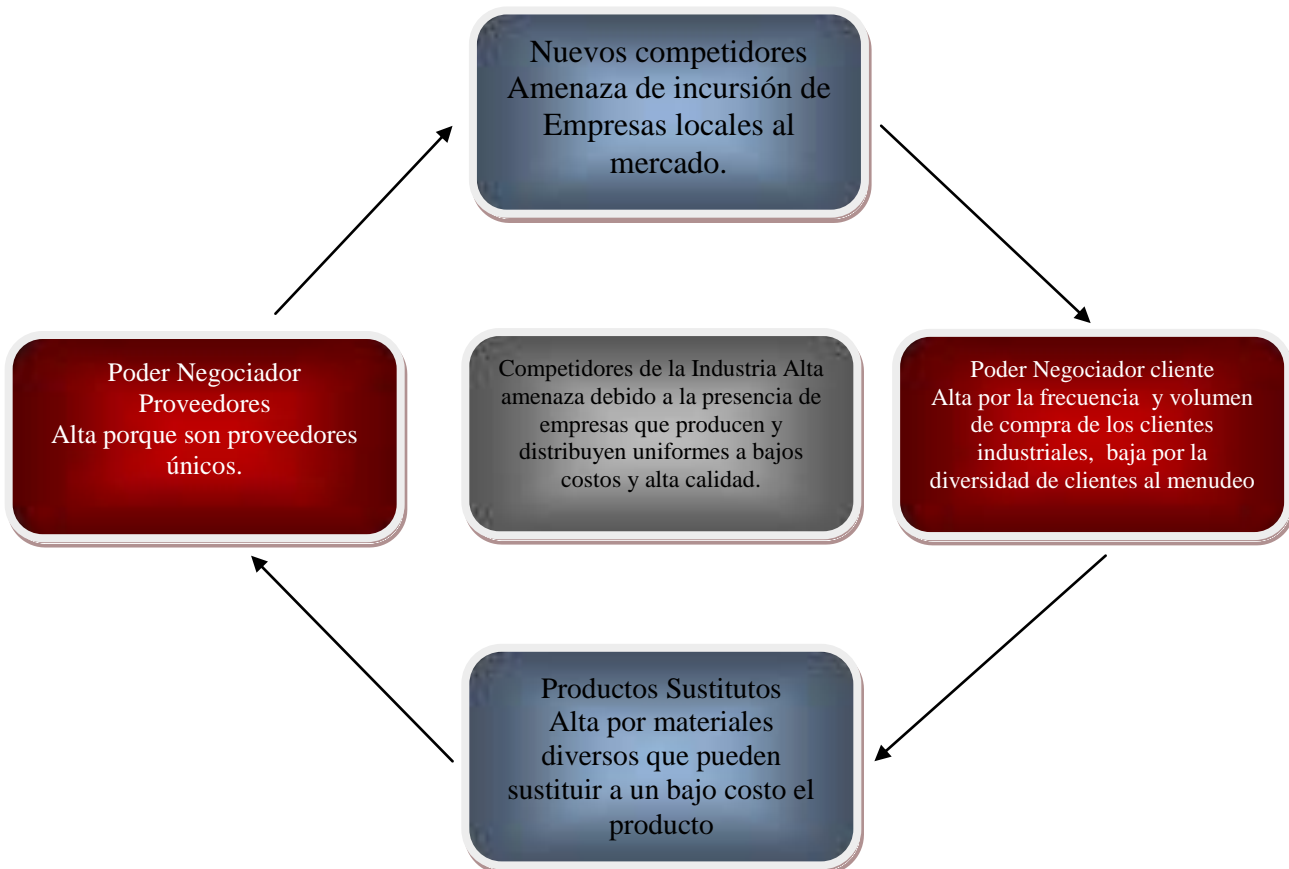 Nuevos competidores
Amenaza de incursión de
Empresas locales al
mercado.
Poder Negociador
Proveedores
Alta porque son proveedores
únicos.
Competidores de la Industria Alta
amenaza debido a la presencia de
empresas que producen y
distribuyen uniformes a bajos
costos y alta calidad.
Poder Negociador cliente
Alta por la frecuencia y volumen
de compra de los clientes
industriales, baja por la
diversidad de clientes al menudeo
Productos Sustitutos
Alta por materiales
diversos que pueden
sustituir a un bajo costo el
producto